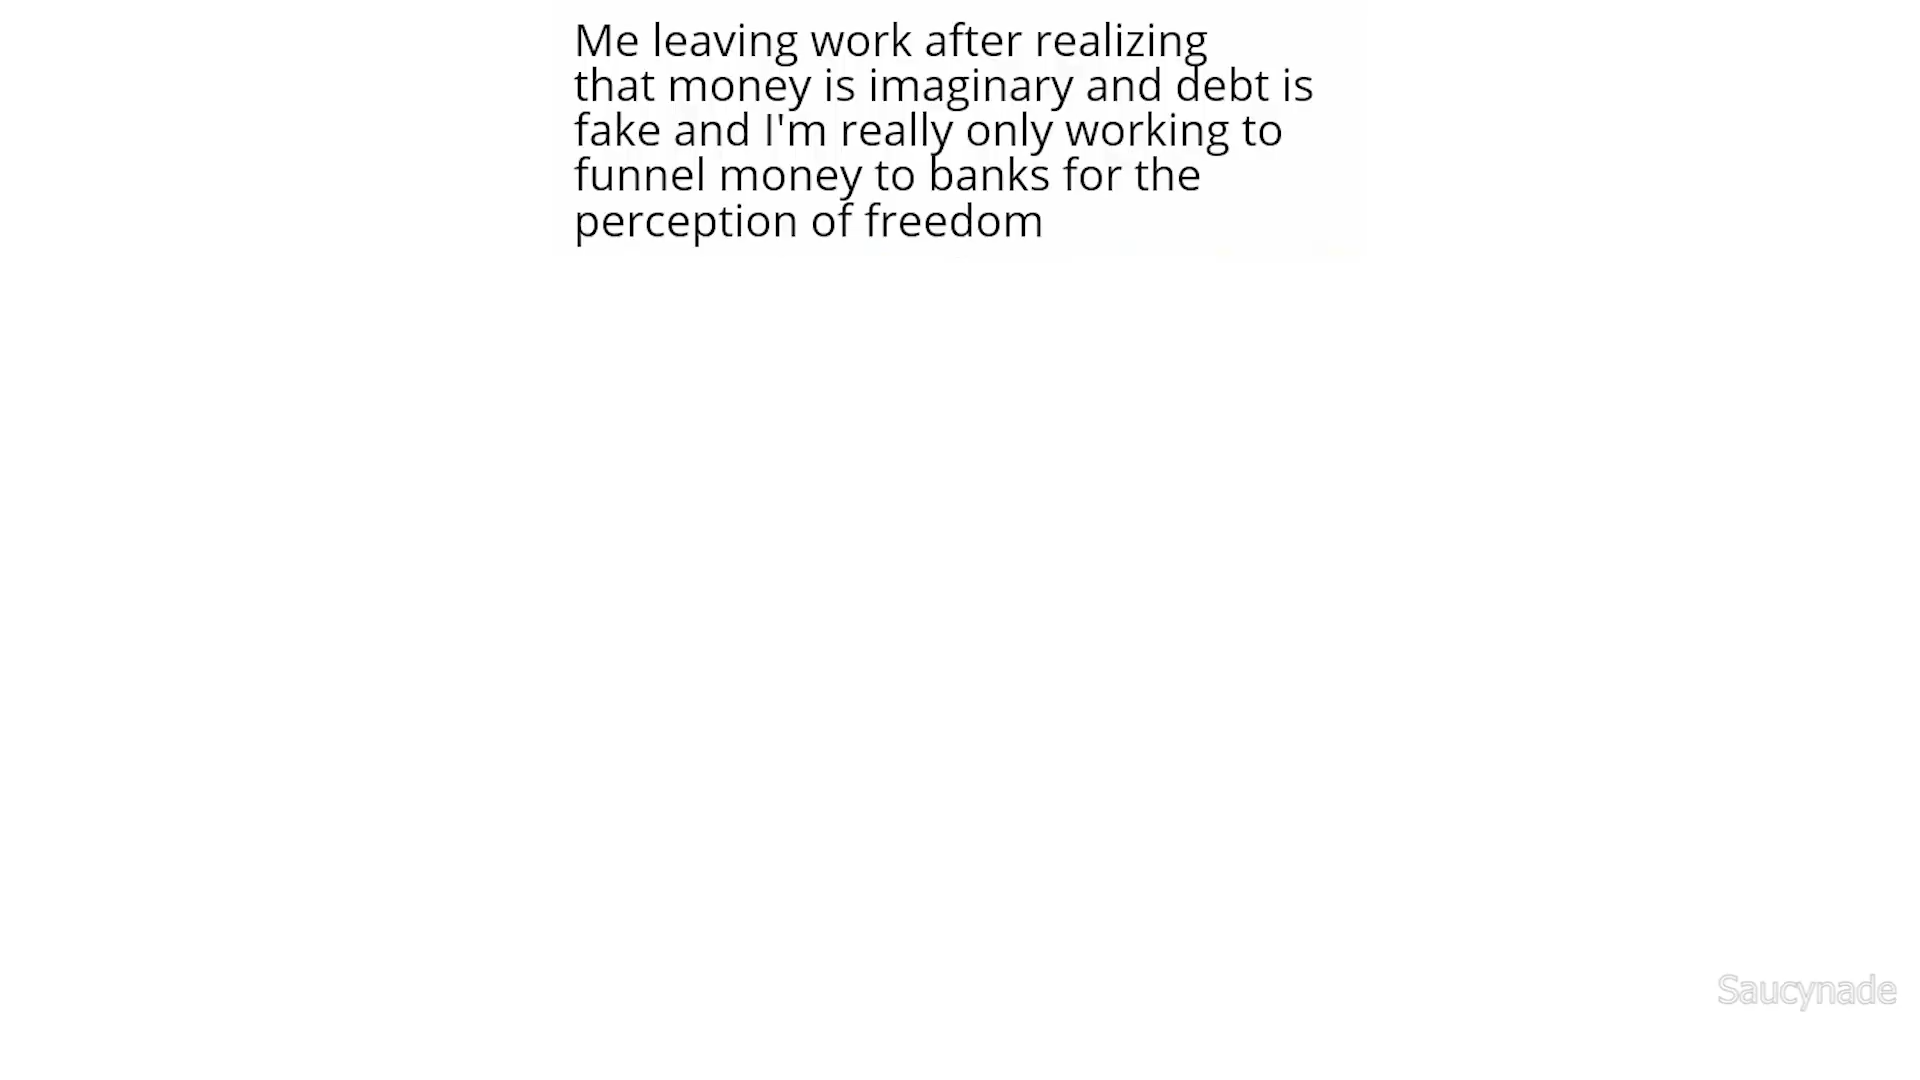 Me leaving work after realizing
that money is imaginary and debt is
fake and I'm really only working to
funnel money to banks for the
perception of freedom
Saucynade